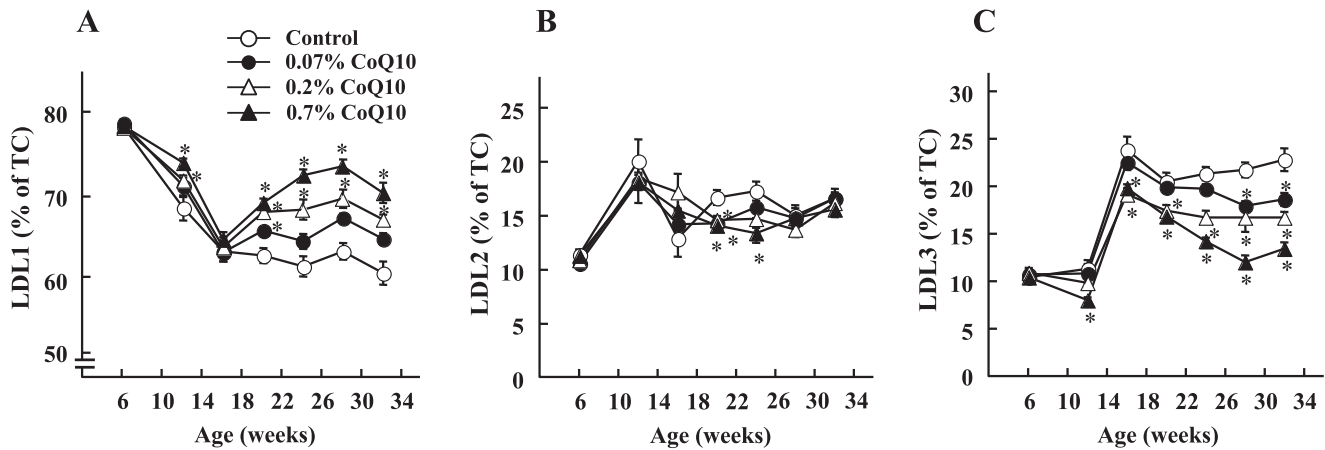 A
Control
0.07% CoQ10
0.2% CoQ10
0.7% CoQ10
LDL1 (% of TC)
80
70
60
50
6 10 14 18 22 26 30 34
Age (weeks)
* * * * * * * * * * * *
B
LDL2 (% of TC)
25
20
15
10
5
0
6 10 14 18 22 26 30 34
Age (weeks)
* * * *
C
LDL3 (% of TC)
30
25
20
15
10
5
0
6 10 14 18 22 26 30 34
Age (weeks)
* * * * * * * * * * * * *